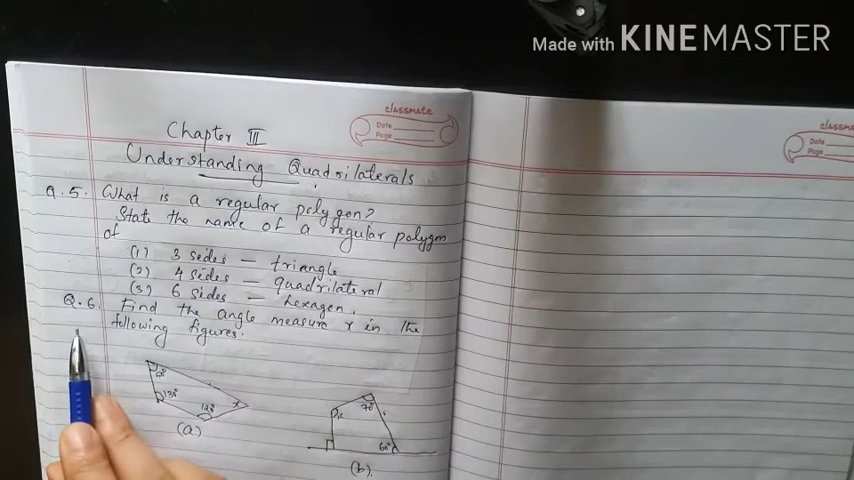 Made with KINEMASTER
classmate
Date
Page
Chapter III
Understanding Quadrilaterals
Q.5. What is a regular polygon?
State the name of a regular polygon
of
(1) 3 sides — triangle
(2) 4 sides — quadrilateral
(3) 6 sides — hexagon.
Q.6. Find the angle measure x in the
following figures.
130°
120°
x
(a)
x
70°
60°
(b).
classma
Date
Page